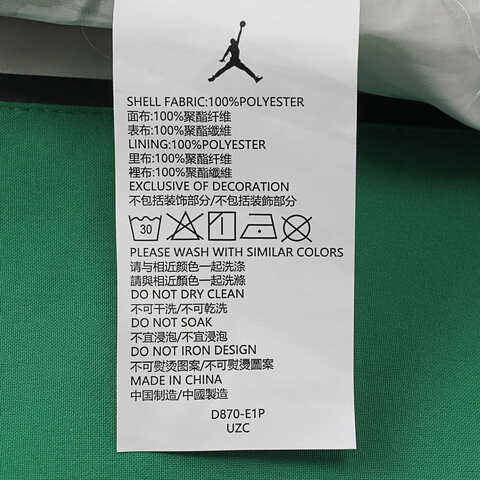 SHELL FABRIC:100%POLYESTER
面布:100%聚酯纤维
表布:100%聚酯纖維
LINING:100%POLYESTER
里布:100%聚酯纤维
裡布:100%聚酯纖維
EXCLUSIVE OF DECORATION
不包括装饰部分/不包括裝飾部分
30
PLEASE WASH WITH SIMILAR COLORS
请与相近颜色一起洗涤
請與相近顏色一起洗滌
DO NOT DRY CLEAN
不可干洗/不可乾洗
DO NOT SOAK
不宜浸泡/不宜浸泡
DO NOT IRON DESIGN
不可熨烫图案/不可熨燙圖案
MADE IN CHINA
中国制造/中國製造
D870-E1P
UZC